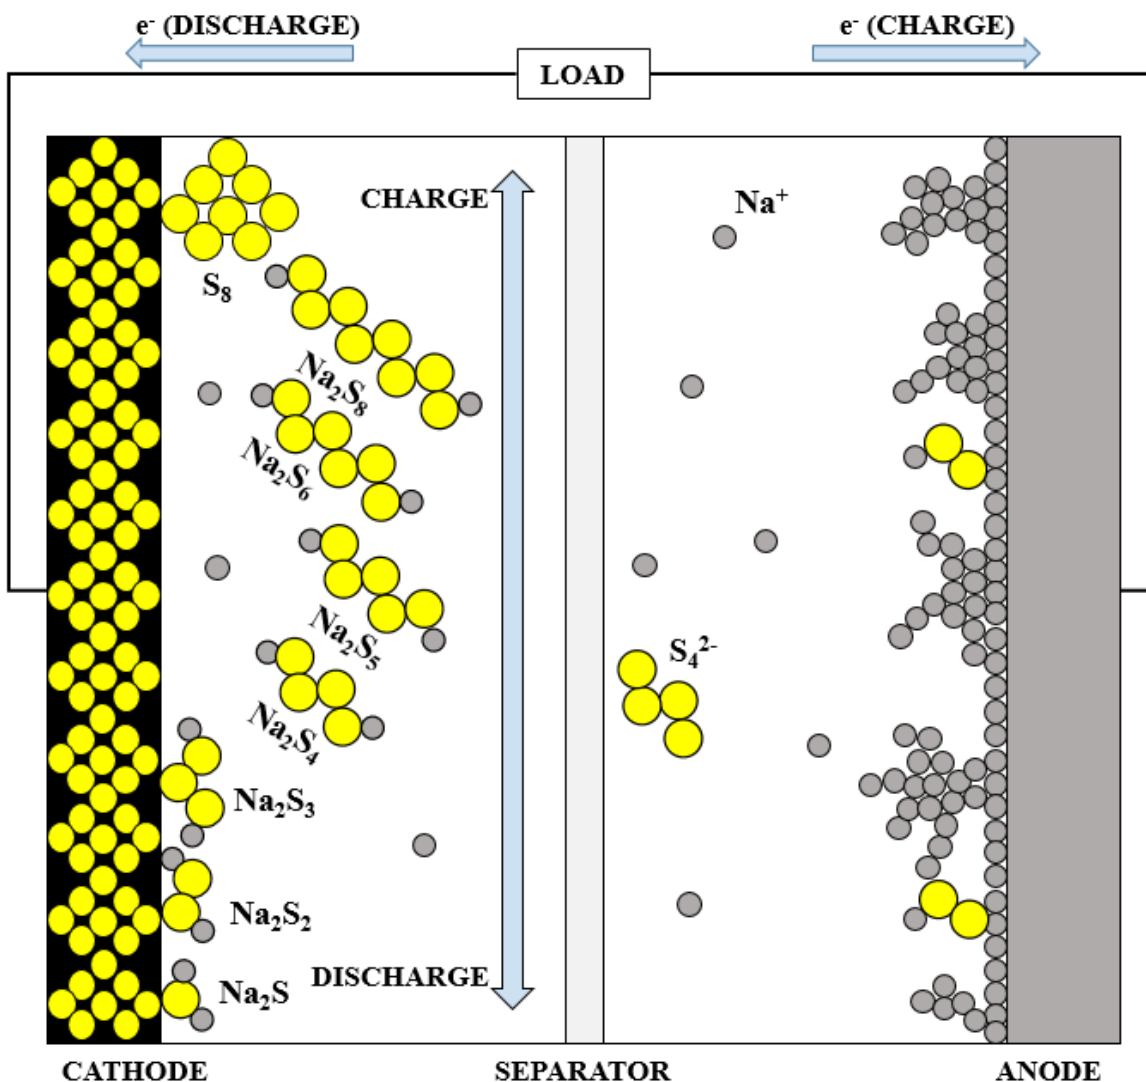 e⁻ (DISCHARGE)
e⁻ (CHARGE)
LOAD
CHARGE
Na⁺
S₈
Na₂S₈
Na₂S₆
Na₂S₅
S₄²⁻
Na₂S₄
Na₂S₃
Na₂S₂
DISCHARGE
Na₂S
CATHODE
SEPARATOR
ANODE